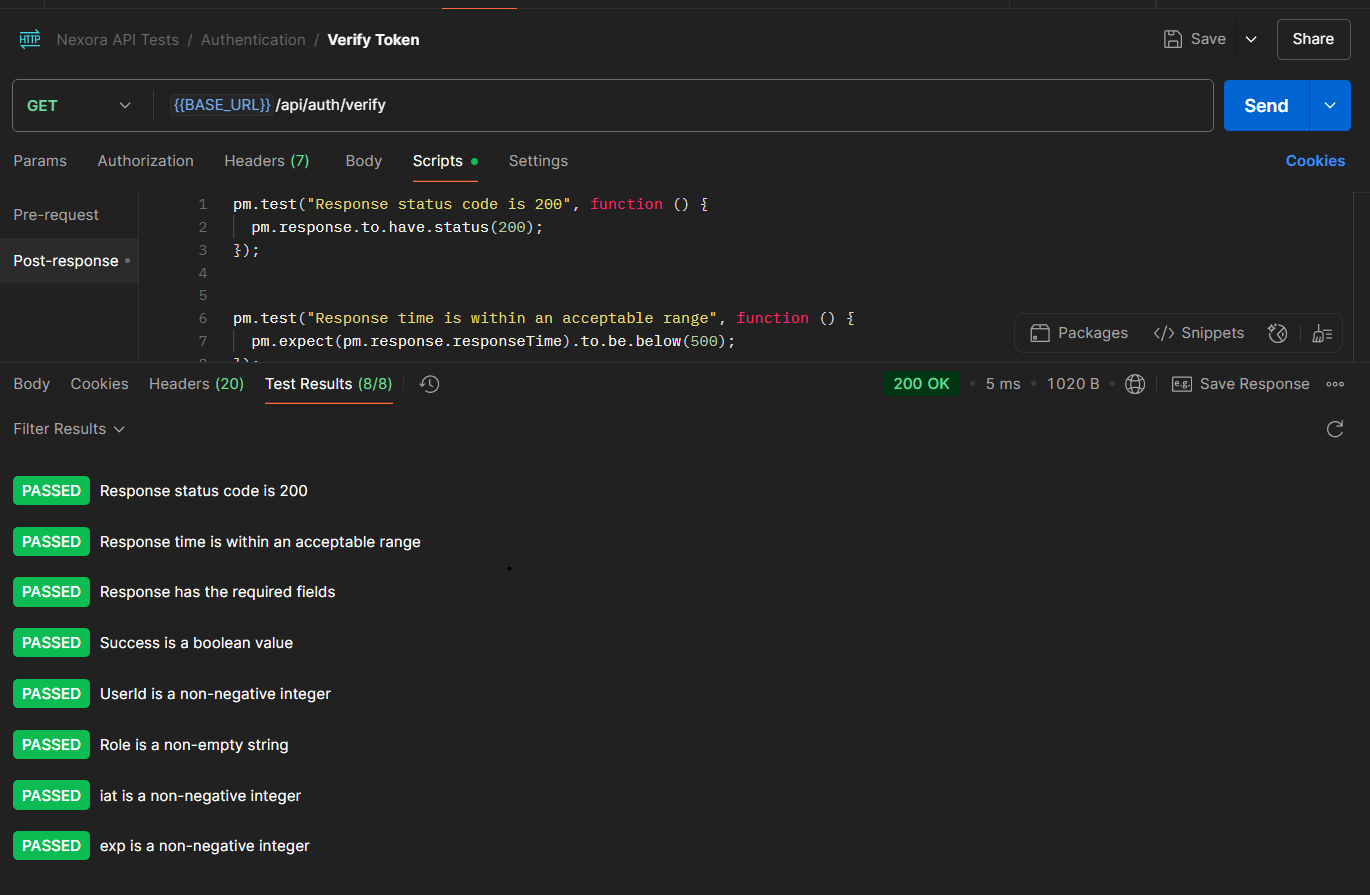 HTTP Nexora API Tests / Authentication / Verify Token Save Share
GET {{BASE_URL}} /api/auth/verify Send
Params Authorization Headers (7) Body Scripts Settings Cookies
Pre-request
Post-response
1 pm.test("Response status code is 200", function () {
2 pm.response.to.have.status(200);
3 });
4
5
6 pm.test("Response time is within an acceptable range", function () {
7 pm.expect(pm.response.responseTime).to.be.below(500);
8 });
Packages </> Snippets
Body Cookies Headers (20) Test Results (8/8) 200 OK • 5 ms • 1020 B • e.g. Save Response
Filter Results
PASSED Response status code is 200
PASSED Response time is within an acceptable range
PASSED Response has the required fields
PASSED Success is a boolean value
PASSED UserId is a non-negative integer
PASSED Role is a non-empty string
PASSED iat is a non-negative integer
PASSED exp is a non-negative integer